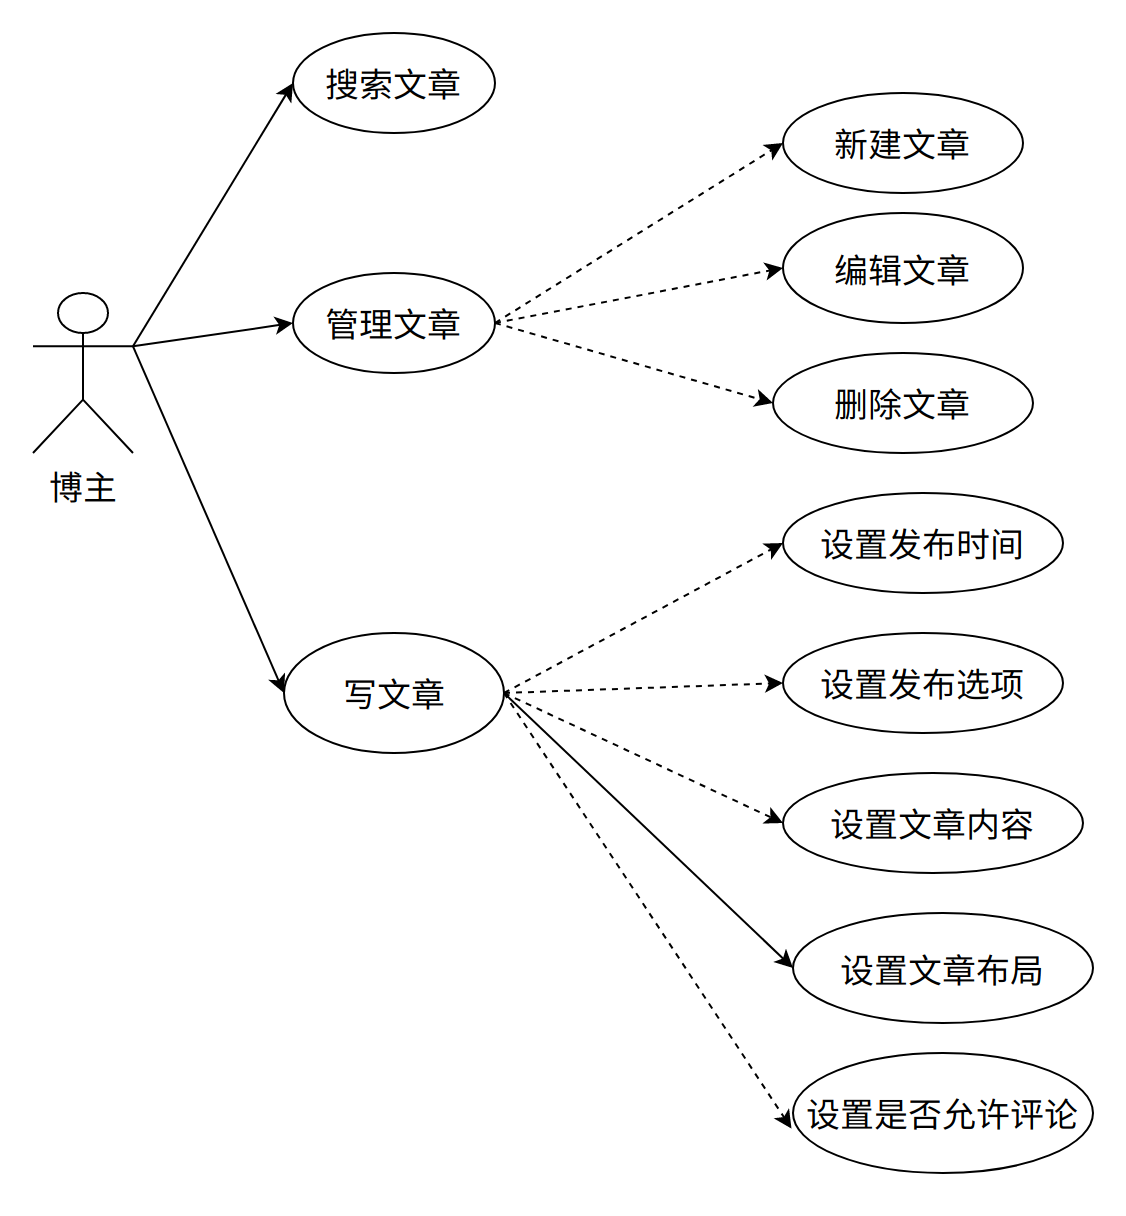 搜索文章
新建文章
编辑文章
管理文章
删除文章
博主
设置发布时间
写文章
设置发布选项
设置文章内容
设置文章布局
设置是否允许评论